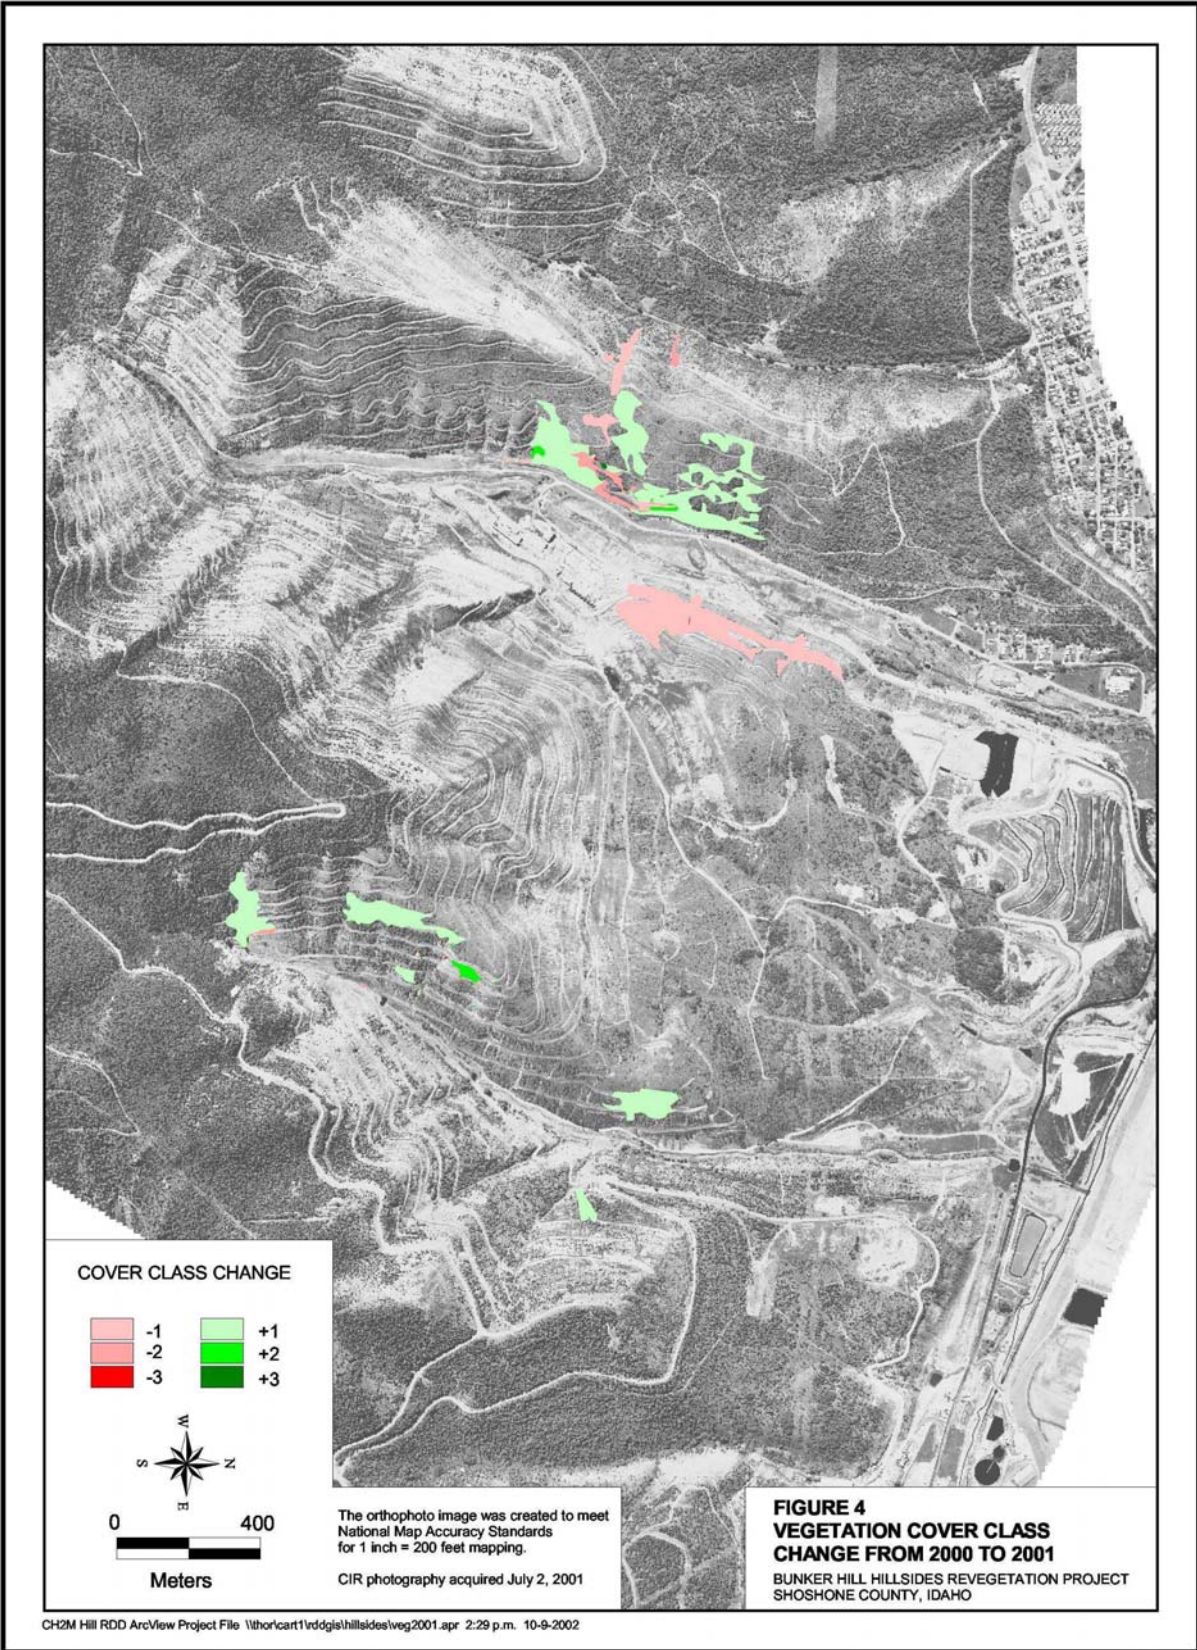 COVER CLASS CHANGE
-1 +1
-2 +2
-3 +3
W
S N
E
0 400
Meters
The orthophoto image was created to meet
National Map Accuracy Standards
for 1 inch = 200 feet mapping.
CIR photography acquired July 2, 2001
FIGURE 4
VEGETATION COVER CLASS
CHANGE FROM 2000 TO 2001
BUNKER HILL HILLSIDES REVEGETATION PROJECT
SHOSHONE COUNTY, IDAHO
CH2M Hill RDD ArcView Project File \\thor\cart1\rddgis\hillsides\veg2001.apr 2:29 p.m. 10-9-2002